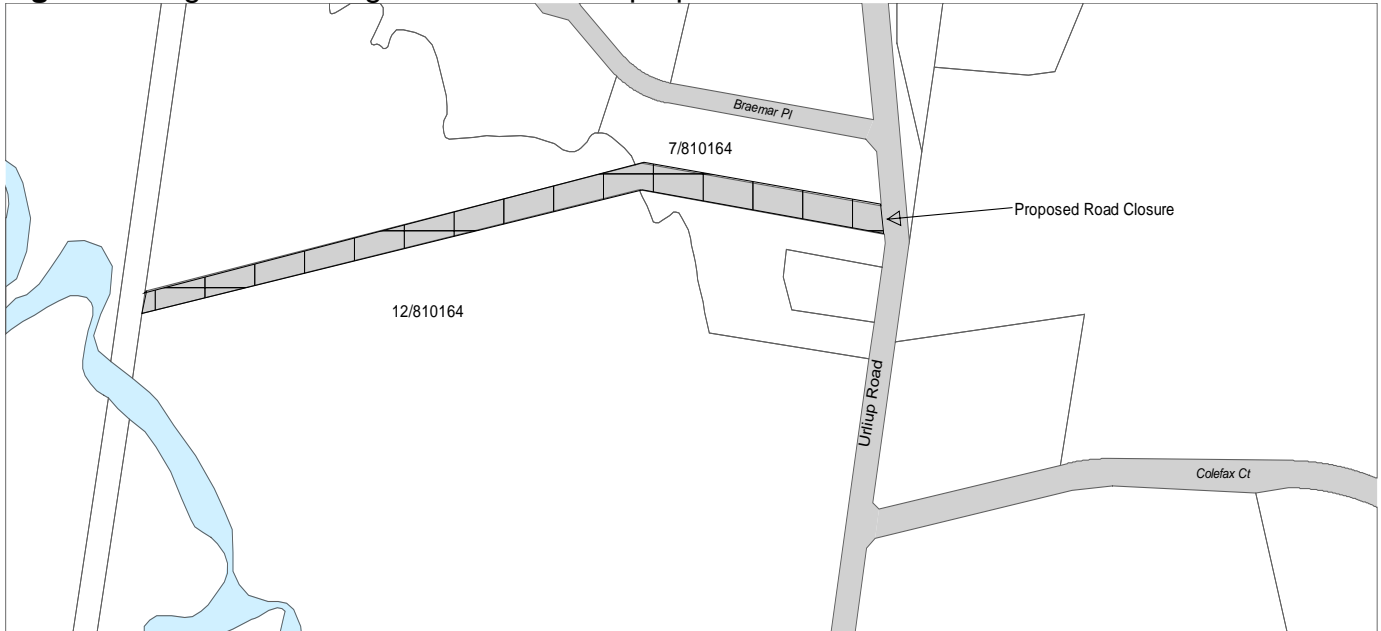 Braemar Pl
7/810164
Proposed Road Closure
12/810164
Urliup Road
Colefax Ct